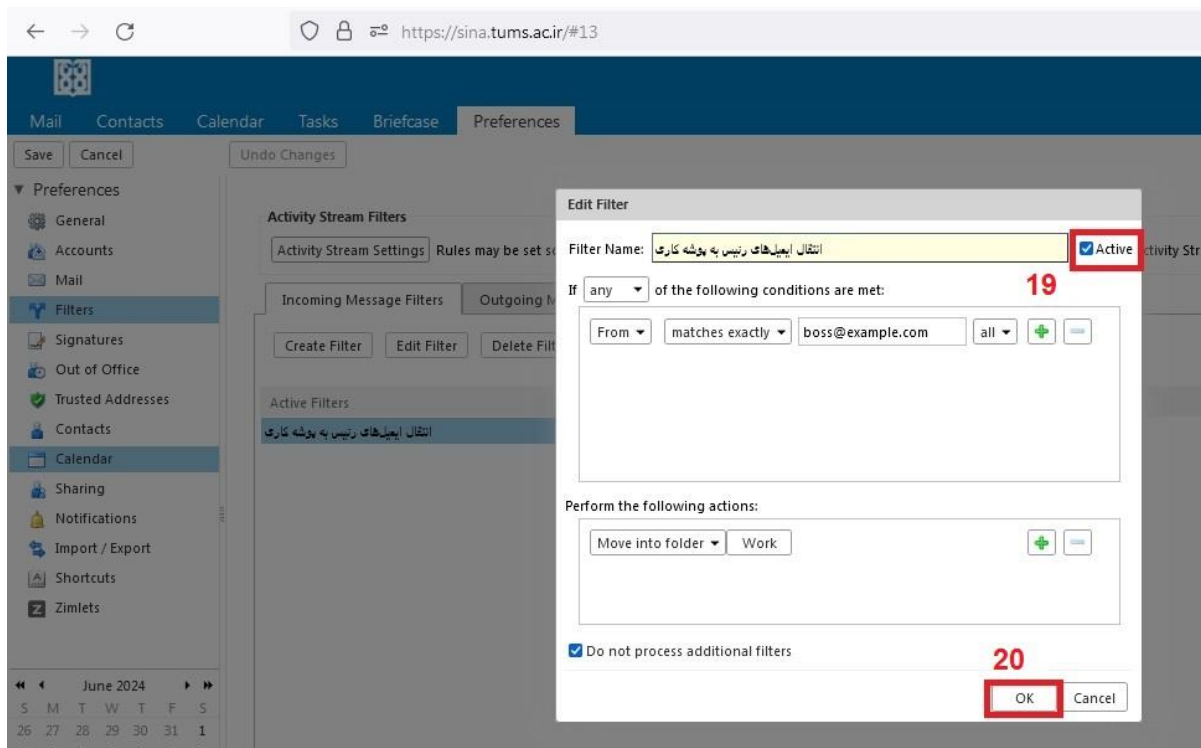 https://sina.tums.ac.ir/#13
Mail Contacts Calendar Tasks Briefcase Preferences
Save Cancel Undo Changes
Preferences
General
Accounts
Mail
Filters
Signatures
Out of Office
Trusted Addresses
Contacts
Calendar
Sharing
Notifications
Import / Export
Shortcuts
Zimlets
June 2024
S M T W T F S
26 27 28 29 30 31 1
Activity Stream Filters
Activity Stream Settings Rules may be set
Incoming Message Filters Outgoing
Create Filter Edit Filter Delete
Active Filters
انتقال ایمیل‌های رئیس به پوشه کاری
Edit Filter
Filter Name: انتقال ایمیل‌های رئیس به پوشه کاری Active
19
If any of the following conditions are met:
From matches exactly boss@example.com all
Perform the following actions:
Move into folder Work
Do not process additional filters
20
OK Cancel